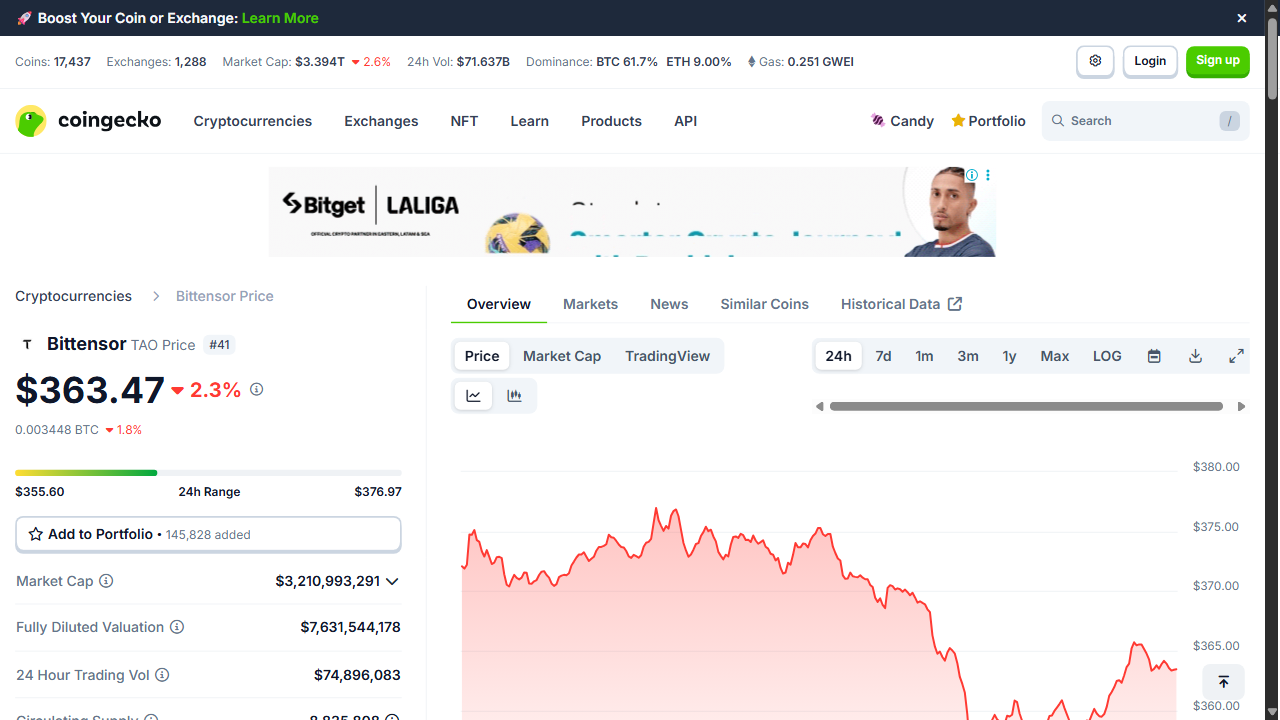 🚀 Boost Your Coin or Exchange: Learn More
Coins: 17,437 Exchanges: 1,288 Market Cap: $3.394T 2.6% 24h Vol: $71.637B Dominance: BTC 61.7% ETH 9.00% Gas: 0.251 GWEI
Login
Sign up
coingecko
Cryptocurrencies Exchanges NFT Learn Products API
Candy Portfolio
Search /
Bitget LALIGA
OFFICIAL CRYPTO PARTNER IN EASTERN, LATAM & SEA
Cryptocurrencies > Bittensor Price
T Bittensor TAO Price #41
$363.47 2.3%
0.003448 BTC 1.8%
$355.60 24h Range $376.97
Add to Portfolio • 145,828 added
Market Cap $3,210,993,291
Fully Diluted Valuation $7,631,544,178
24 Hour Trading Vol $74,896,083
Circulating Supply 8,835,808
Overview Markets News Similar Coins Historical Data
Price Market Cap TradingView
24h 7d 1m 3m 1y Max LOG
$380.00
$375.00
$370.00
$365.00
$360.00